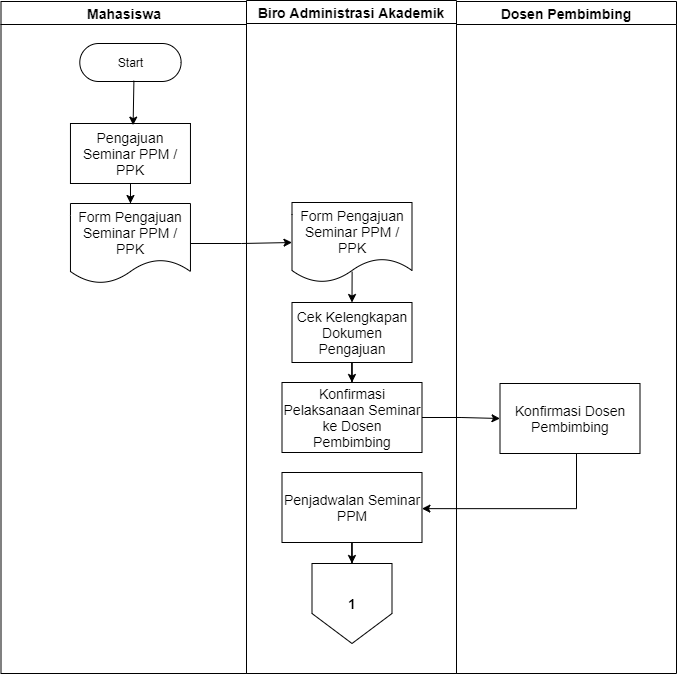 Mahasiswa
Biro Administrasi Akademik
Dosen Pembimbing
Start
Pengajuan
Seminar PPM /
PPK
Form Pengajuan
Seminar PPM /
PPK
Form Pengajuan
Seminar PPM /
PPK
Cek Kelengkapan
Dokumen
Pengajuan
Konfirmasi
Pelaksanaan Seminar
ke Dosen
Pembimbing
Konfirmasi Dosen
Pembimbing
Penjadwalan Seminar
PPM
1